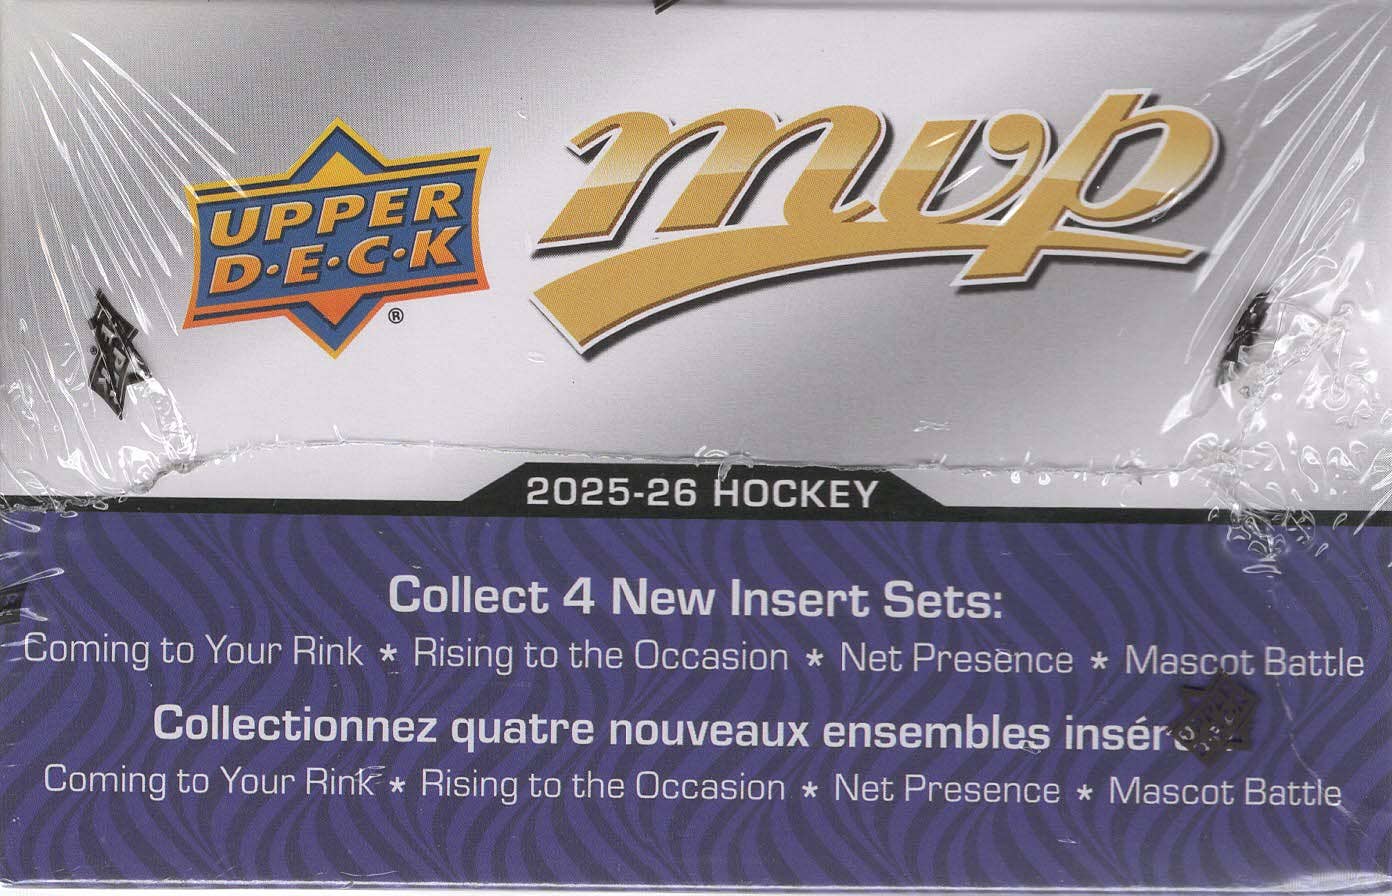 UPPER
D·E·C·K
®
mvp
2025-26 HOCKEY
Collect 4 New Insert Sets:
Coming to Your Rink ★ Rising to the Occasion ★ Net Presence ★ Mascot Battle
Collectionnez quatre nouveaux ensembles
Coming to Your Rink ★ Rising to the Occasion ★ Net Presence ★ Mascot Battle